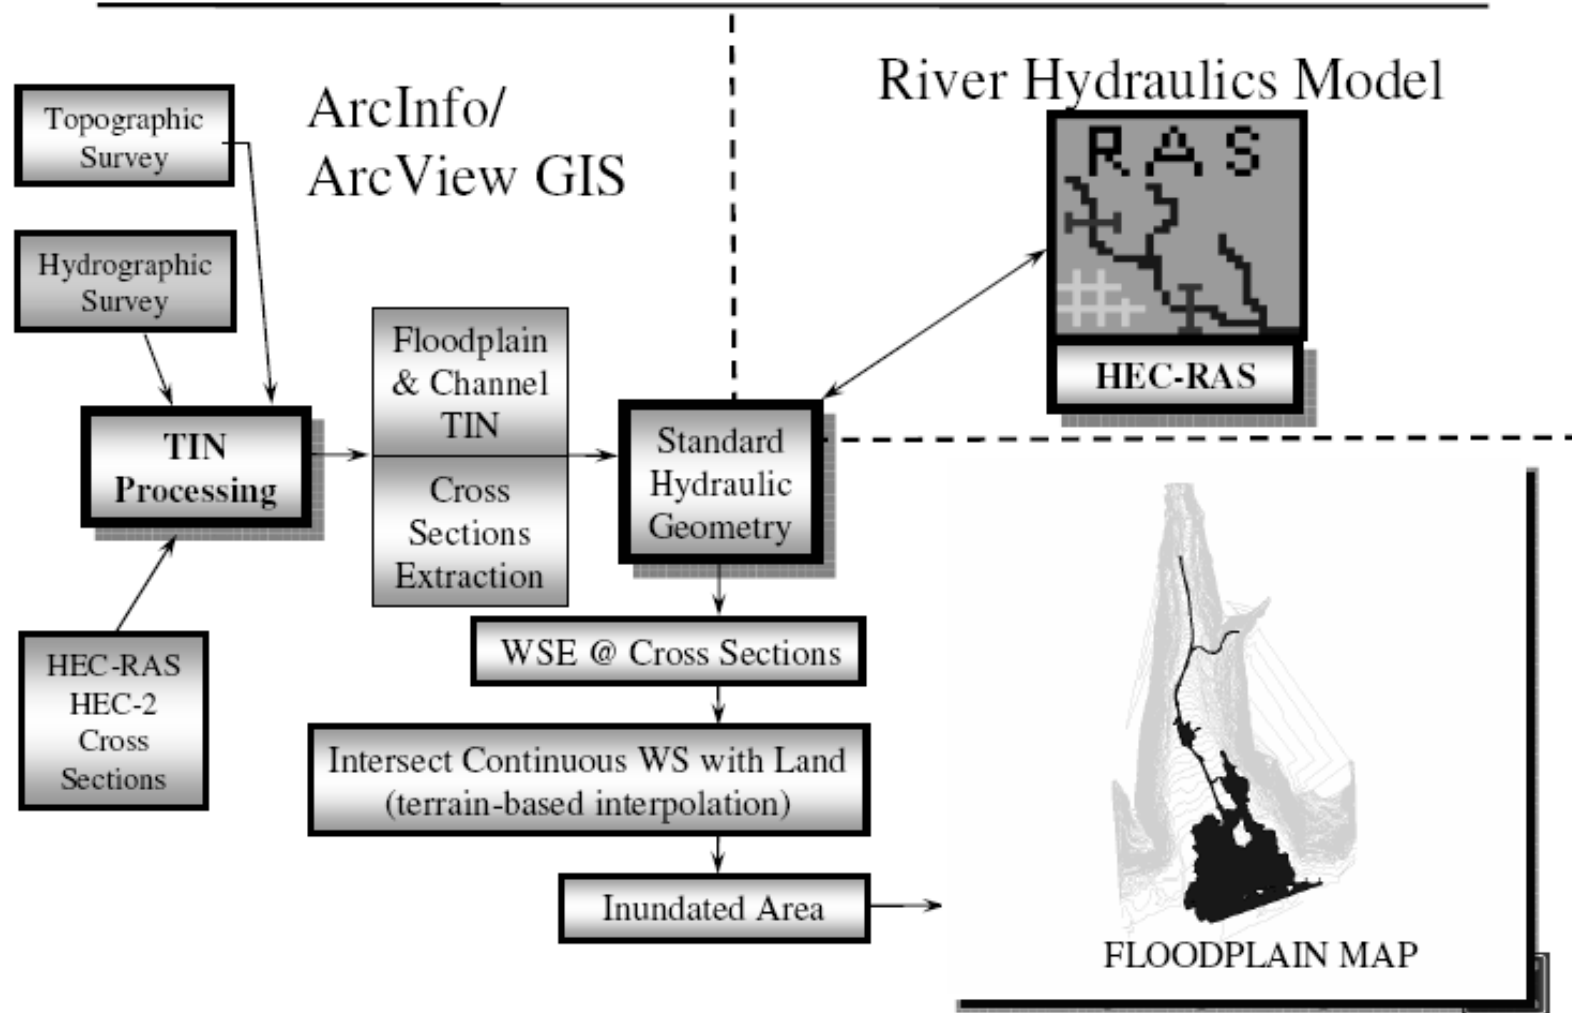 ArcInfo/
ArcView GIS
River Hydraulics Model
Topographic
Survey
Hydrographic
Survey
TIN
Processing
HEC-RAS
HEC-2
Cross
Sections
Floodplain
& Channel
TIN
Cross
Sections
Extraction
Standard
Hydraulic
Geometry
RAS
HEC-RAS
WSE @ Cross Sections
Intersect Continuous WS with Land
(terrain-based interpolation)
Inundated Area
FLOODPLAIN MAP